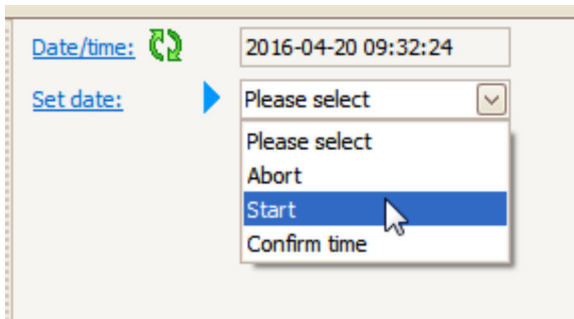 Date/time: 2016-04-20 09:32:24
Set date: Please select
Please select
Abort
Start
Confirm time